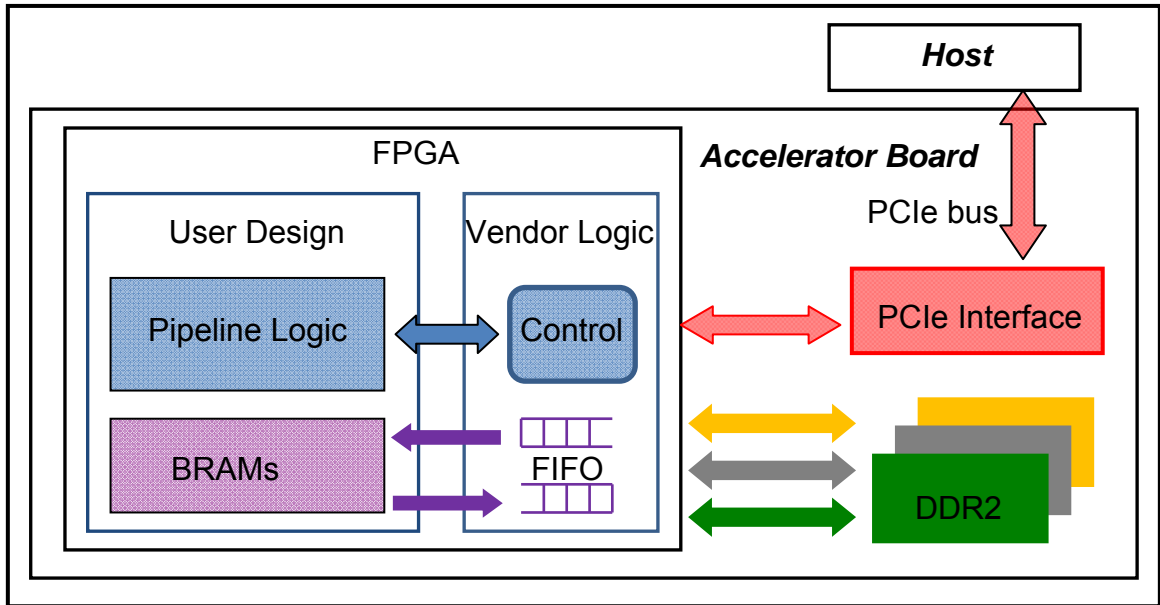 Host
FPGA
Accelerator Board
PCIe bus
User Design
Vendor Logic
Pipeline Logic
Control
PCIe Interface
BRAMs
FIFO
DDR2